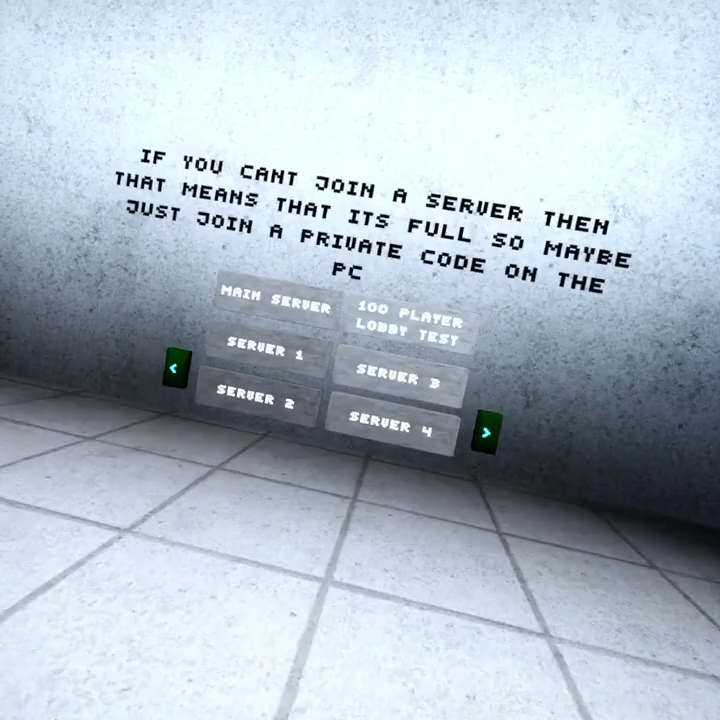 IF YOU CANT JOIN A SERVER THEN
THAT MEANS THAT ITS FULL SO MAYBE
JUST JOIN A PRIVATE CODE ON THE
PC
MAIN SERVER
100 PLAYER
LOBBY TEST
SERVER 1
SERVER 3
SERVER 2
SERVER 4
<
>